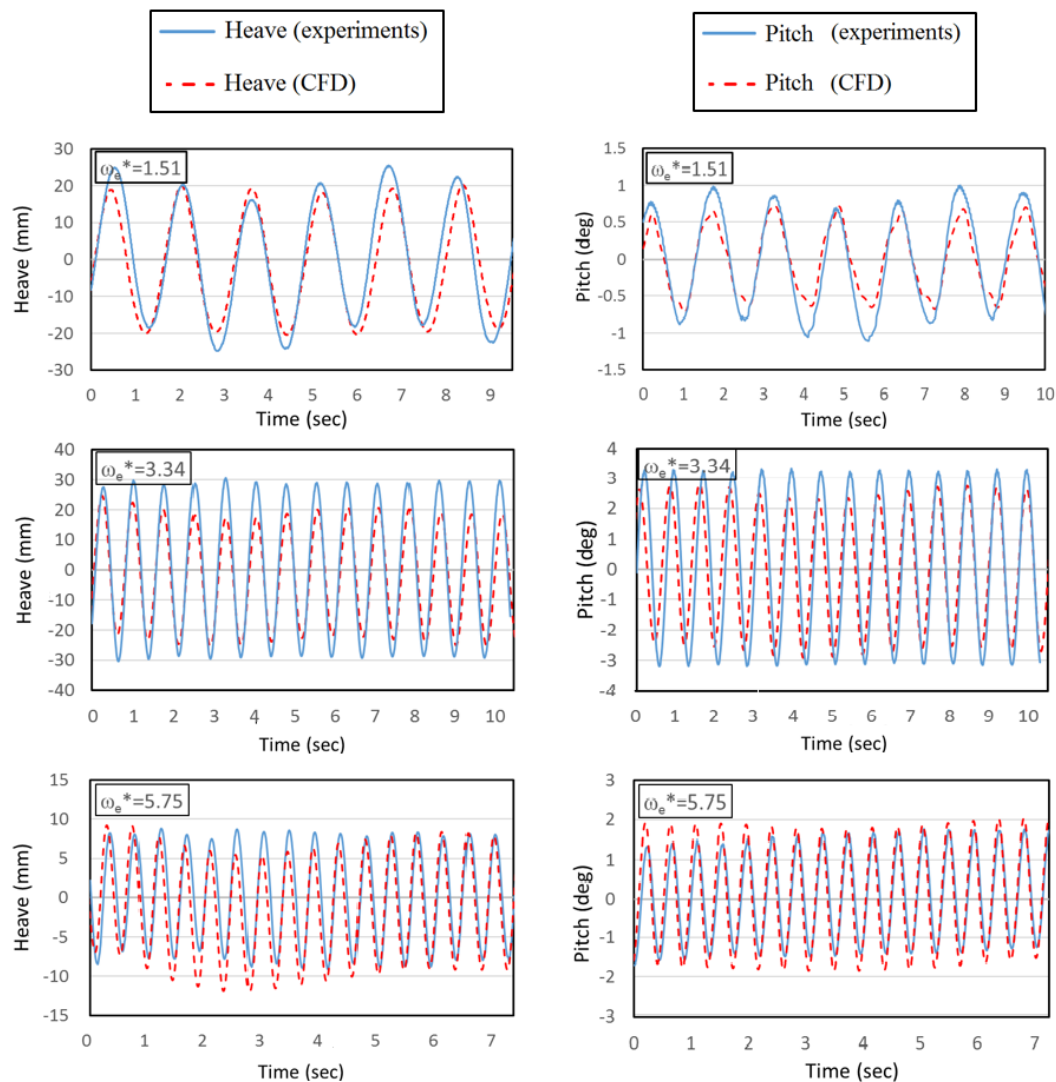 Heave (experiments)
Heave (CFD)
Pitch (experiments)
Pitch (CFD)
ωe*=1.51
30
20
10
0
-10
-20
-30
Heave (mm)
0 1 2 3 4 5 6 7 8 9
Time (sec)
ωe*=1.51
1.5
1
0.5
0
-0.5
-1
-1.5
Pitch (deg)
0 1 2 3 4 5 6 7 8 9 10
Time (sec)
ωe*=3.34
40
30
20
10
0
-10
-20
-30
-40
Heave (mm)
0 1 2 3 4 5 6 7 8 9 10
Time (sec)
ωe*=3.34
4
3
2
1
0
-1
-2
-3
-4
Pitch (deg)
0 1 2 3 4 5 6 7 8 9 10
Time (sec)
ωe*=5.75
15
10
5
0
-5
-10
-15
Heave (mm)
0 1 2 3 4 5 6 7
Time (sec)
ωe*=5.75
3
2
1
0
-1
-2
-3
Pitch (deg)
0 1 2 3 4 5 6 7
Time (sec)